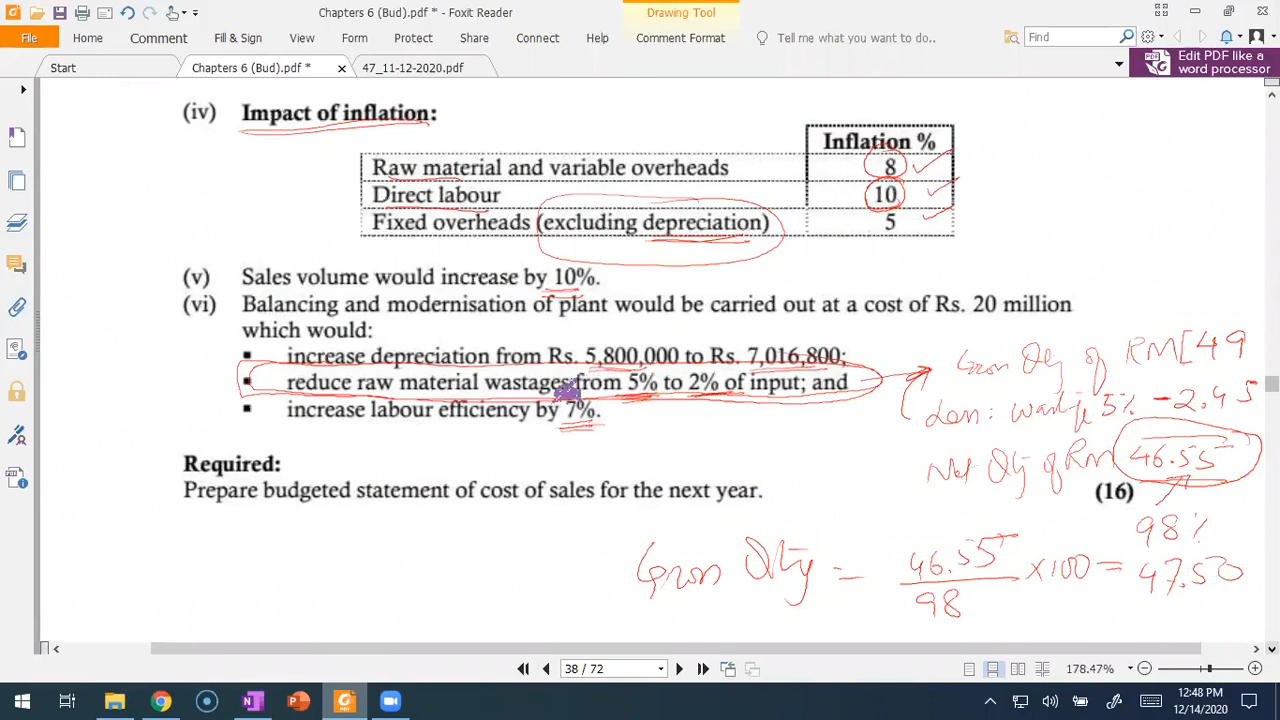 Chapters 6 (Bud).pdf * - Foxit Reader
Drawing Tool
File Home Comment Fill & Sign View Form Protect Share Connect Help Comment Format Tell me what you want to do.. Find
Start Chapters 6 (Bud).pdf * 47_11-12-2020.pdf
Edit PDF like a
word processor
(iv) Impact of inflation:
Inflation %
Raw material and variable overheads 8
Direct labour 10
Fixed overheads (excluding depreciation) 5
(v) Sales volume would increase by 10%.
(vi) Balancing and modernisation of plant would be carried out at a cost of Rs. 20 million
which would:
▪ increase depreciation from Rs. 5,800,000 to Rs. 7,016,800;
▪ reduce raw material wastages from 5% to 2% of input; and
▪ increase labour efficiency by 7%.
Gross Qty of RM [49
Less: wastage 5% -2.45
Net Qty of RM 46.55
98%
Required:
Prepare budgeted statement of cost of sales for the next year. (16)
Gross Qty = 46.55 / 98 ×100 = 47.50
38 / 72
178.47%
12:48 PM
12/14/2020